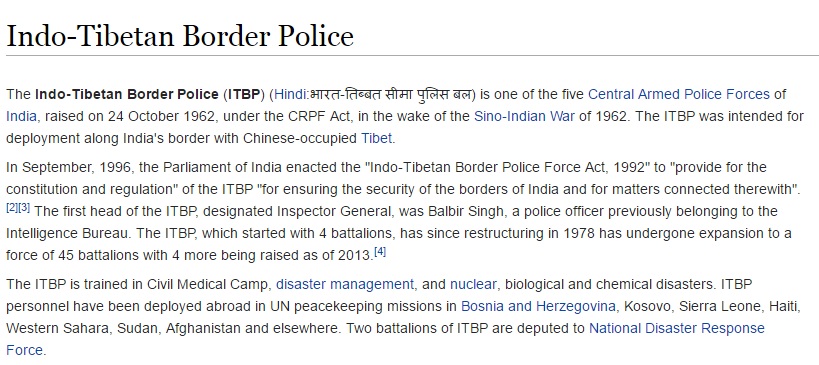 Indo-Tibetan Border Police
The Indo-Tibetan Border Police (ITBP) (Hindi:भारत-तिब्बत सीमा पुलिस बल) is one of the five Central Armed Police Forces of
India, raised on 24 October 1962, under the CRPF Act, in the wake of the Sino-Indian War of 1962. The ITBP was intended for
deployment along India's border with Chinese-occupied Tibet.
In September, 1996, the Parliament of India enacted the "Indo-Tibetan Border Police Force Act, 1992" to "provide for the
constitution and regulation" of the ITBP "for ensuring the security of the borders of India and for matters connected therewith".
[2][3] The first head of the ITBP, designated Inspector General, was Balbir Singh, a police officer previously belonging to the
Intelligence Bureau. The ITBP, which started with 4 battalions, has since restructuring in 1978 has undergone expansion to a
force of 45 battalions with 4 more being raised as of 2013.[4]
The ITBP is trained in Civil Medical Camp, disaster management, and nuclear, biological and chemical disasters. ITBP
personnel have been deployed abroad in UN peacekeeping missions in Bosnia and Herzegovina, Kosovo, Sierra Leone, Haiti,
Western Sahara, Sudan, Afghanistan and elsewhere. Two battalions of ITBP are deputed to National Disaster Response
Force.